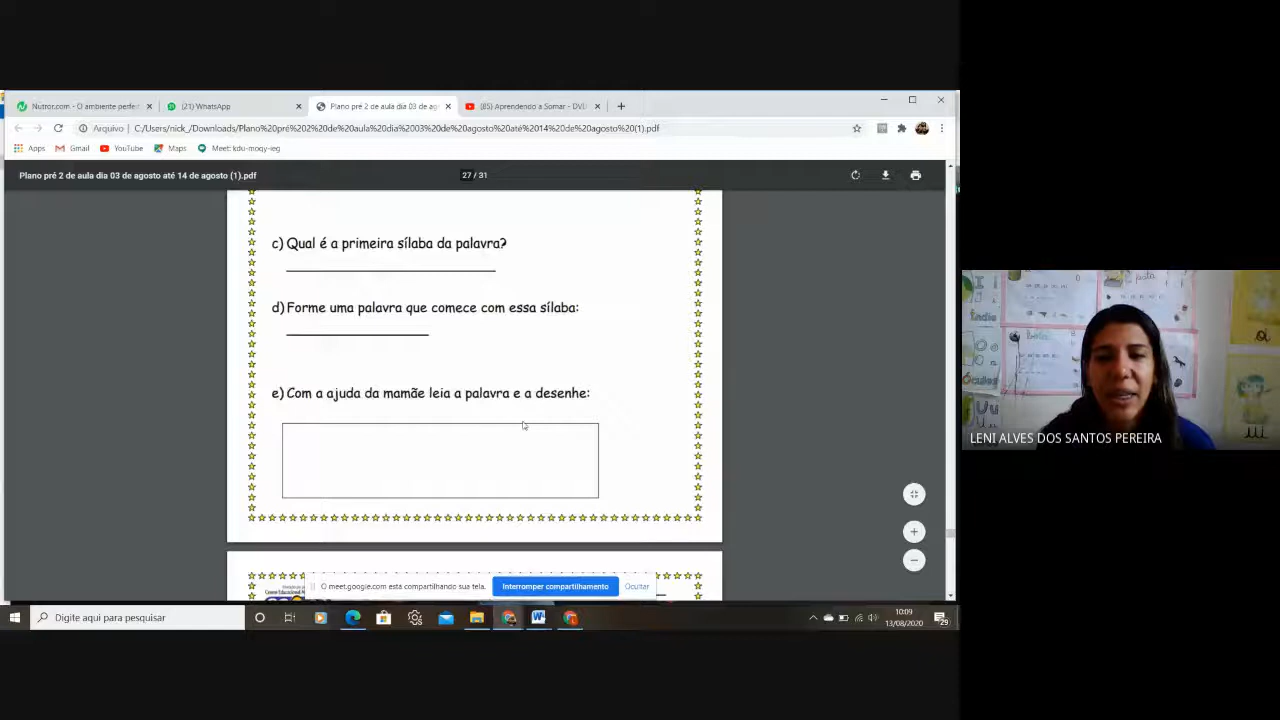 Nutror.com - O ambiente perfe
(21) WhatsApp
Plano pré 2 de aula dia 03 de ag
(85) Aprendendo a Somar - DVD
Arquivo
C:/Users/nick_/Downloads/Plano%20pré%202%20de%20aula%20dia%2003%20de%20agosto%20até%2014%20de%20agosto%20(1).pdf
Apps
Gmail
YouTube
Maps
Meet: kdu-moqy-ieg
Plano pré 2 de aula dia 03 de agosto até 14 de agosto (1).pdf
27 / 31
c) Qual é a primeira sílaba da palavra?
d) Forme uma palavra que comece com essa sílaba:
e) Com a ajuda da mamãe leia a palavra e a desenhe:
O meet.google.com está compartilhando sua tela.
Interromper compartilhamento
Ocultar
Digite aqui para pesquisar
10:09
13/08/2020
29
LENI ALVES DOS SANTOS PEREIRA
I i
Índio
Óculos
U u
a